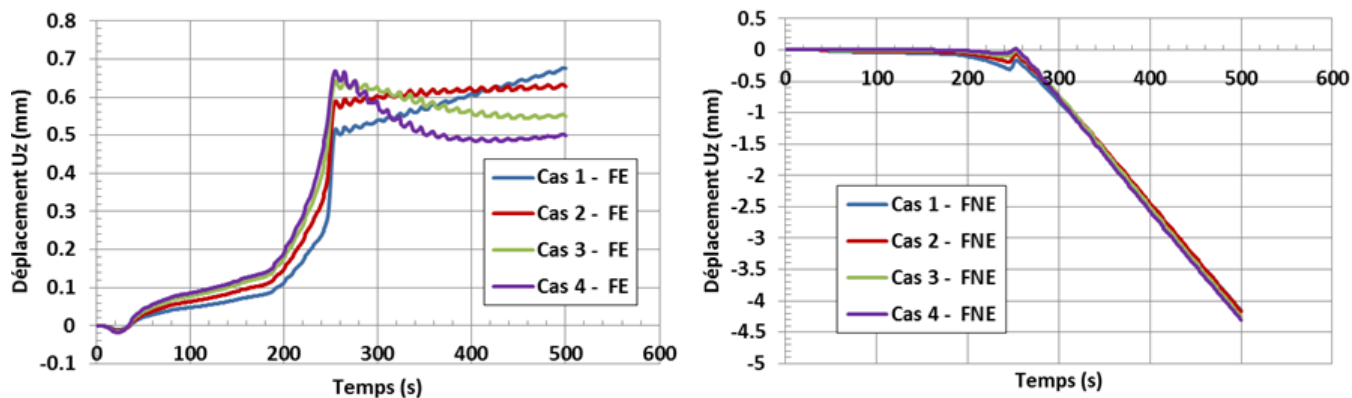 0.8
0.7
0.6
0.5
0.4
0.3
0.2
0.1
0
-0.1
Déplacement Uz (mm)
0 100 200 300 400 500 600
Temps (s)
Cas 1 - FE
Cas 2 - FE
Cas 3 - FE
Cas 4 - FE
0.5
0
-0.5
-1
-1.5
-2
-2.5
-3
-3.5
-4
-4.5
-5
Déplacement Uz (mm)
0 100 200 300 400 500 600
Temps (s)
Cas 1 - FNE
Cas 2 - FNE
Cas 3 - FNE
Cas 4 - FNE